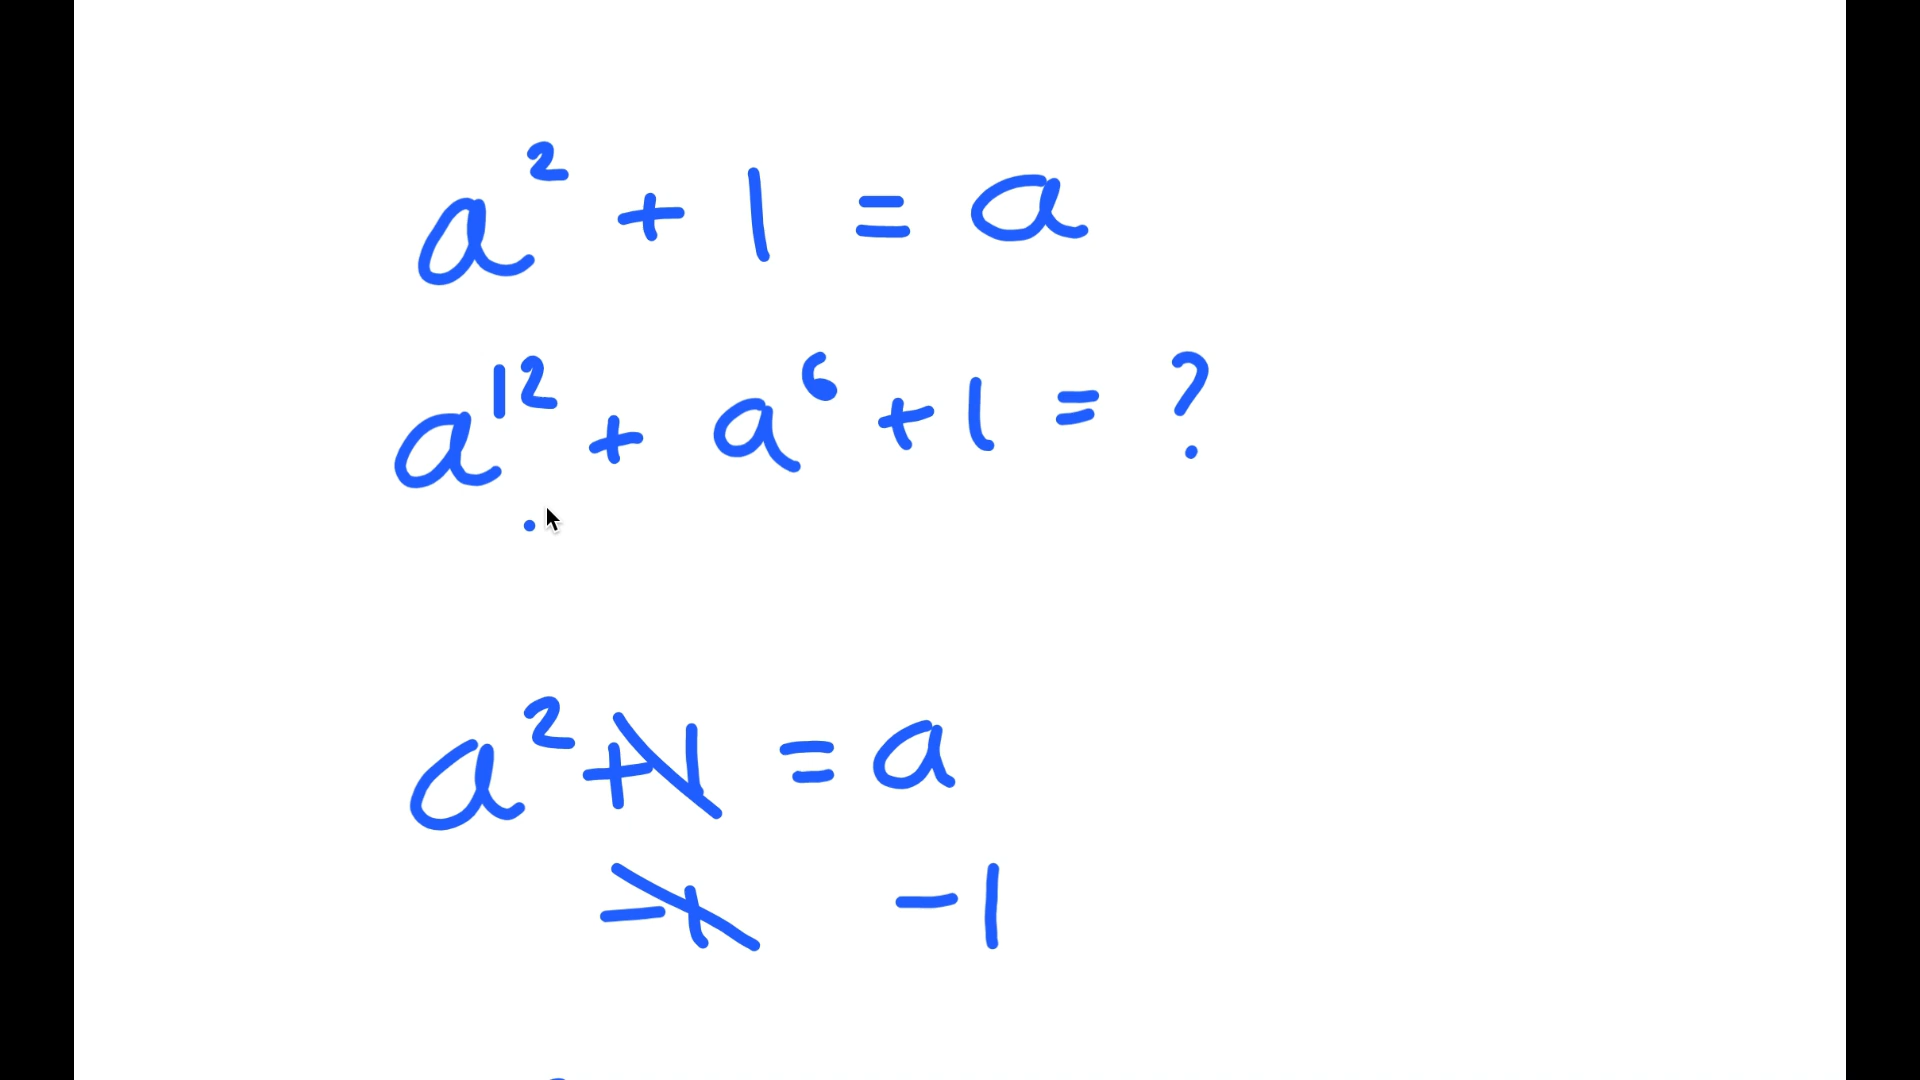 a² + 1 = a
a¹² + a⁶ + 1 = ?
a² + 1 = a
- 1 - 1